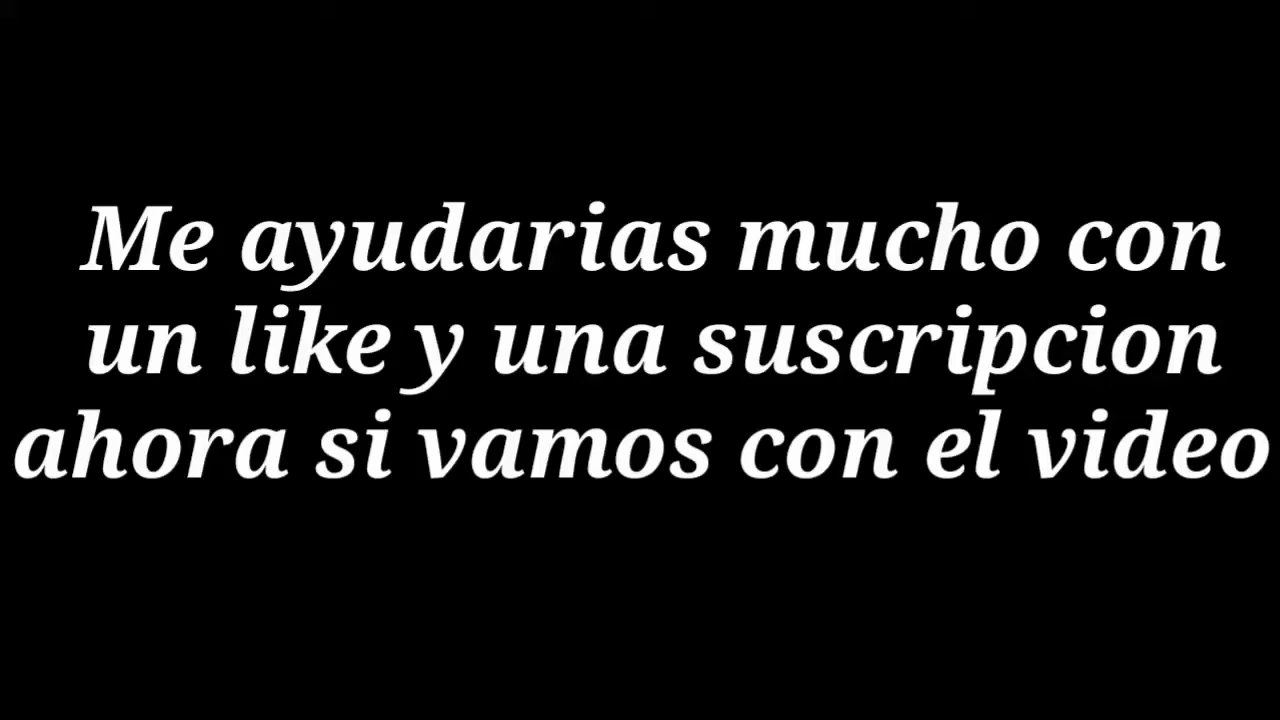 Me ayudarias mucho con
un like y una suscripcion
ahora si vamos con el video